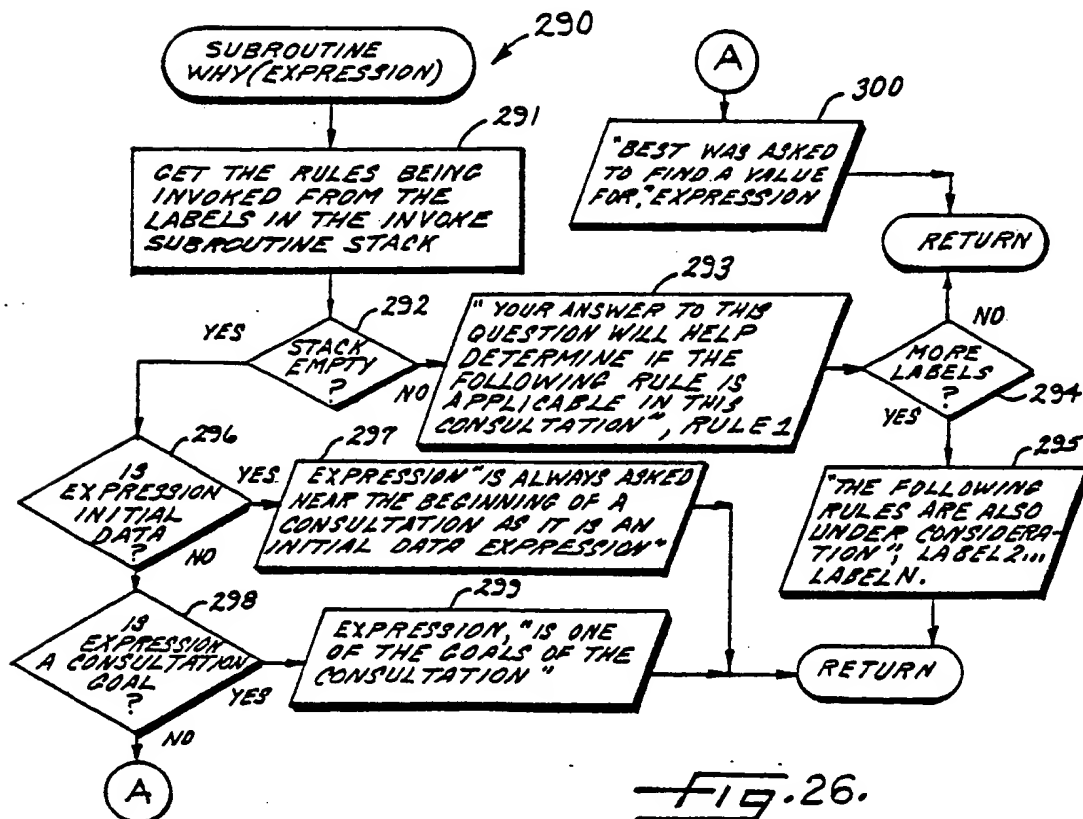 SUBROUTINE
WHY(EXPRESSION)
290
291
GET THE RULES BEING
INVOKED FROM THE
LABELS IN THE INVOKE
SUBROUTINE STACK
292
STACK
EMPTY
?
YES
NO
293
"YOUR ANSWER TO THIS
QUESTION WILL HELP
DETERMINE IF THE
FOLLOWING RULE IS
APPLICABLE IN THIS
CONSULTATION", RULE 1
A
300
"BEST WAS ASKED
TO FIND A VALUE
FOR," EXPRESSION
RETURN
NO
MORE
LABELS
?
294
YES
295
"THE FOLLOWING
RULES ARE ALSO
UNDER CONSIDERA-
TION", LABEL 2...
LABEL N.
296
IS
EXPRESSION
INITIAL
DATA
?
YES
NO
297
EXPRESSION "IS ALWAYS ASKED
NEAR THE BEGINNING OF A
CONSULTATION AS IT IS AN
INITIAL DATA EXPRESSION"
298
IS
EXPRESSION
A CONSULTATION
GOAL
?
YES
NO
299
EXPRESSION, "IS ONE
OF THE GOALS OF THE
CONSULTATION"
RETURN
A
Fig. 26.